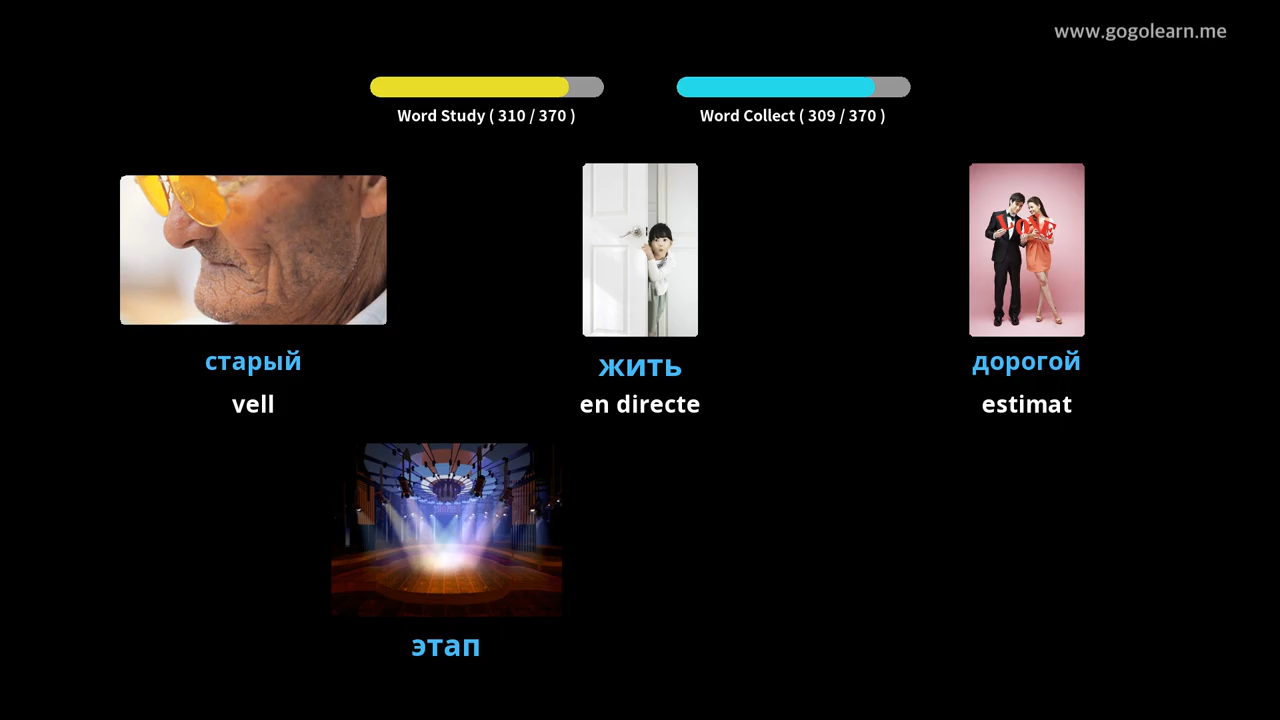 www.gogolearn.me
Word Study ( 310 / 370 )
Word Collect ( 309 / 370 )
LOVE
старый
жить
дорогой
vell
en directe
estimat
этап